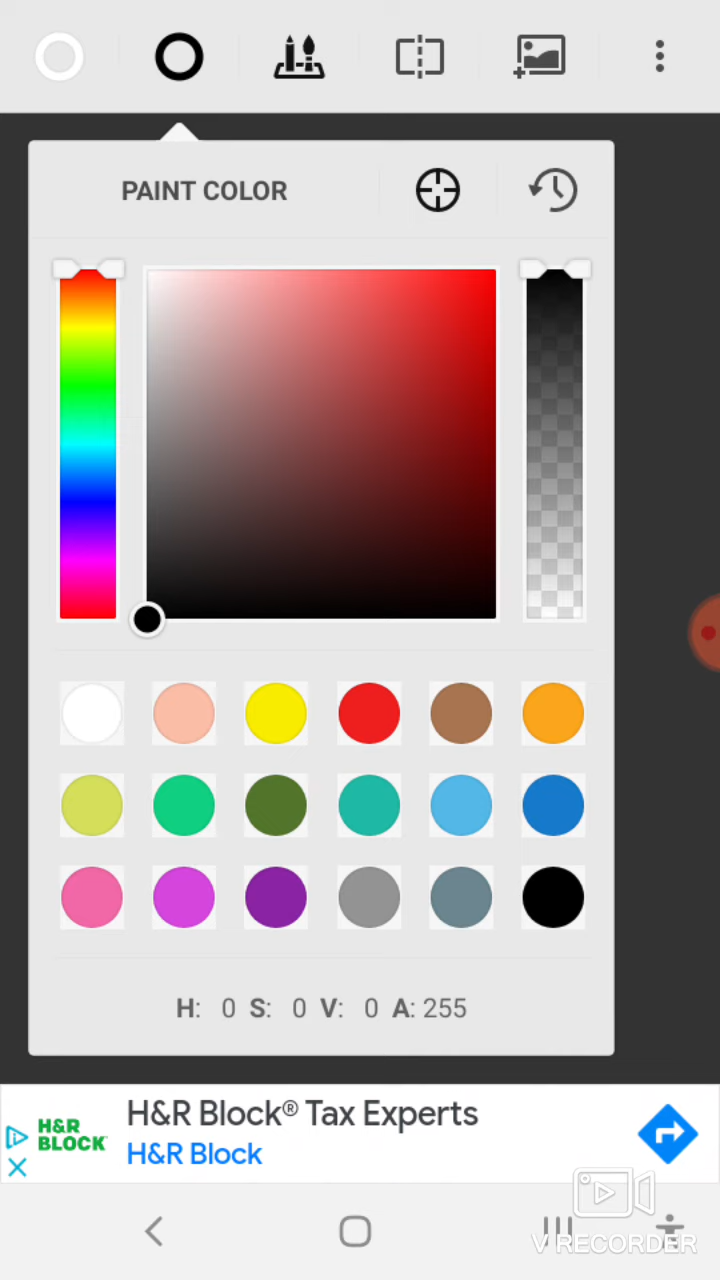 PAINT COLOR
H: 0 S: 0 V: 0 A: 255
H&R
BLOCK
H&R Block® Tax Experts
H&R Block
V RECORDER